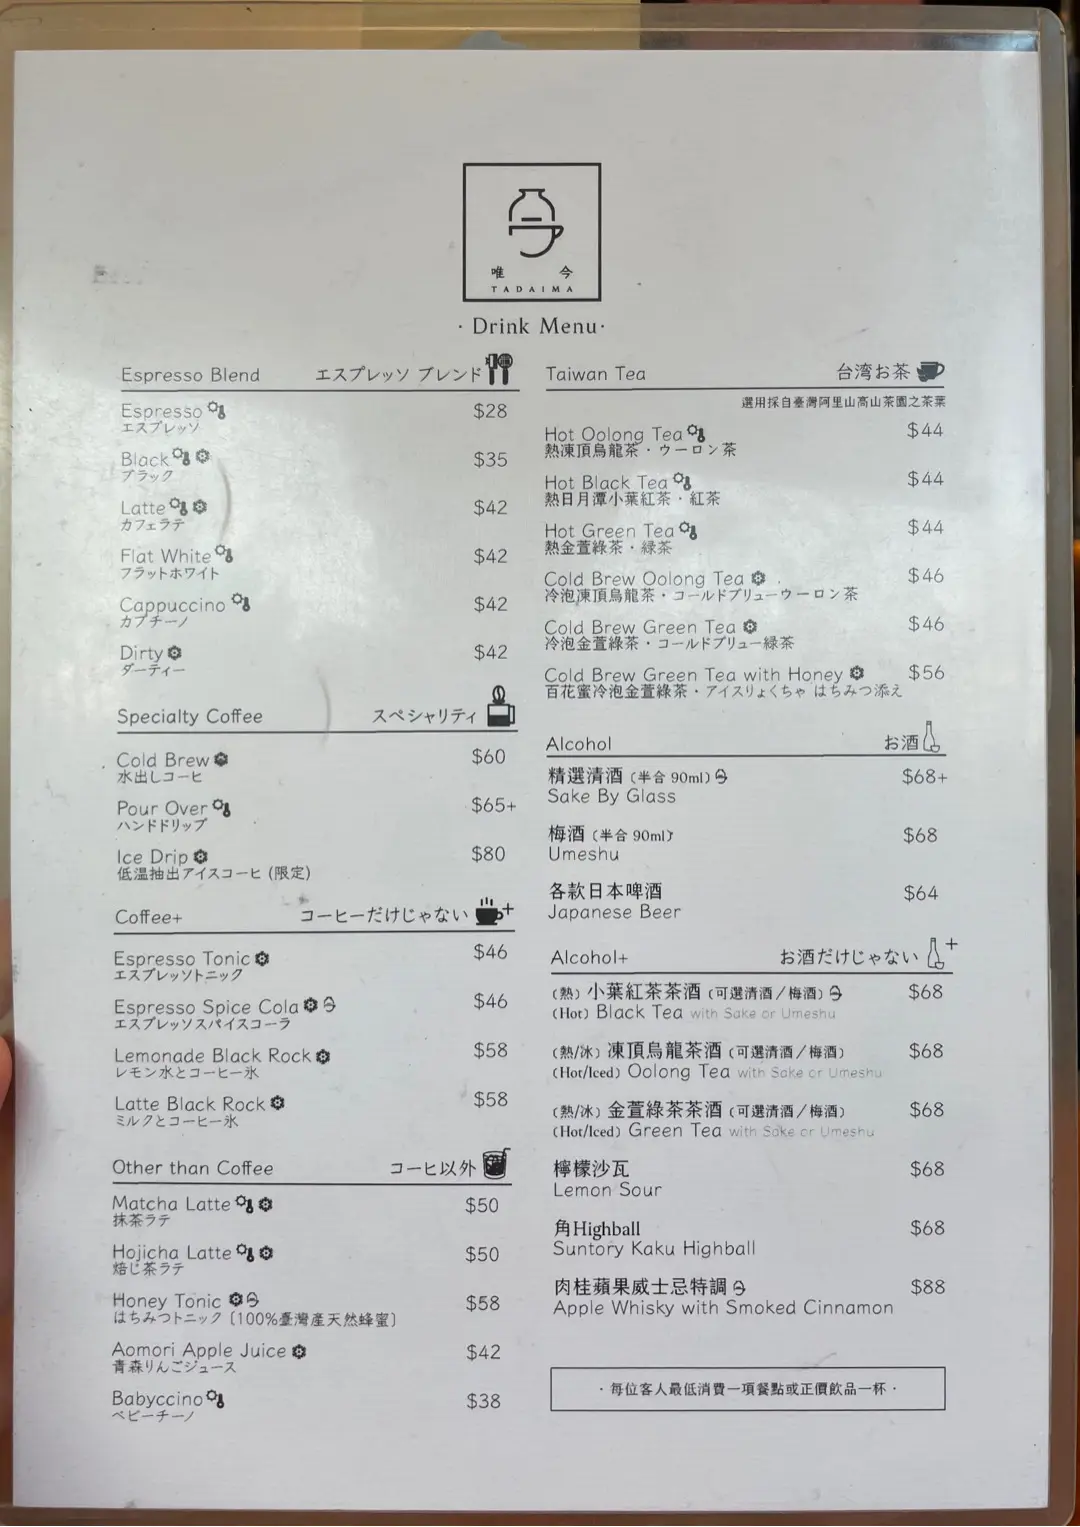 唯 今
TADAIMA
· Drink Menu ·
Espresso Blend エスプレッソ ブレンド
Espresso $28
エスプレッソ
Black $35
ブラック
Latte $42
カフェラテ
Flat White $42
フラットホワイト
Cappuccino $42
カプチーノ
Dirty $42
ダーティー
Specialty Coffee スペシャリティ
Cold Brew $60
水出しコーヒ
Pour Over $65+
ハンドドリップ
Ice Drip $80
低温抽出アイスコーヒ (限定)
Coffee+ コーヒーだけじゃない
Espresso Tonic $46
エスプレッソトニック
Espresso Spice Cola $46
エスプレッソスパイスコーラ
Lemonade Black Rock $58
レモン水とコーヒー氷
Latte Black Rock $58
ミルクとコーヒー氷
Other than Coffee コーヒ以外
Matcha Latte $50
抹茶ラテ
Hojicha Latte $50
焙じ茶ラテ
Honey Tonic $58
はちみつトニック〔100%臺灣産天然蜂蜜〕
Aomori Apple Juice $42
青森りんごジュース
Babyccino $38
ベビーチーノ
Taiwan Tea 台湾お茶
選用採自臺灣阿里山高山茶園之茶葉
Hot Oolong Tea $44
熱凍頂烏龍茶・ウーロン茶
Hot Black Tea $44
熱日月潭小葉紅茶・紅茶
Hot Green Tea $44
熱金萱綠茶・緑茶
Cold Brew Oolong Tea $46
冷泡凍頂烏龍茶・コールドブリューウーロン茶
Cold Brew Green Tea $46
冷泡金萱綠茶・コールドブリュー緑茶
Cold Brew Green Tea with Honey $56
百花蜜冷泡金萱綠茶・アイスりょくちゃ はちみつ添え
Alcohol お酒
精選清酒（半合 90ml） $68+
Sake By Glass
梅酒（半合 90ml） $68
Umeshu
各款日本啤酒 $64
Japanese Beer
Alcohol+ お酒だけじゃない
（熱）小葉紅茶茶酒（可選清酒／梅酒） $68
(Hot) Black Tea with Sake or Umeshu
（熱/冰）凍頂烏龍茶酒（可選清酒／梅酒） $68
(Hot/Iced) Oolong Tea with Sake or Umeshu
（熱/冰）金萱綠茶茶酒（可選清酒／梅酒） $68
(Hot/Iced) Green Tea with Sake or Umeshu
檸檬沙瓦 $68
Lemon Sour
角Highball $68
Suntory Kaku Highball
肉桂蘋果威士忌特調 $88
Apple Whisky with Smoked Cinnamon
· 每位客人最低消費一項餐點或正價飲品一杯 ·